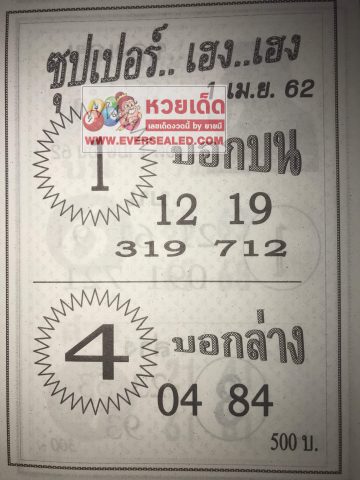 ซุปเปอร์.. เฮง..เฮง
1 เม.ย. 62
หวยเด็ด
เลขเด็ดงวดนี้ by ยายมี
WWW.EVERSEALED.COM
1
บอกบน
12 19
319 712
4
บอกล่าง
04 84
500 บ.